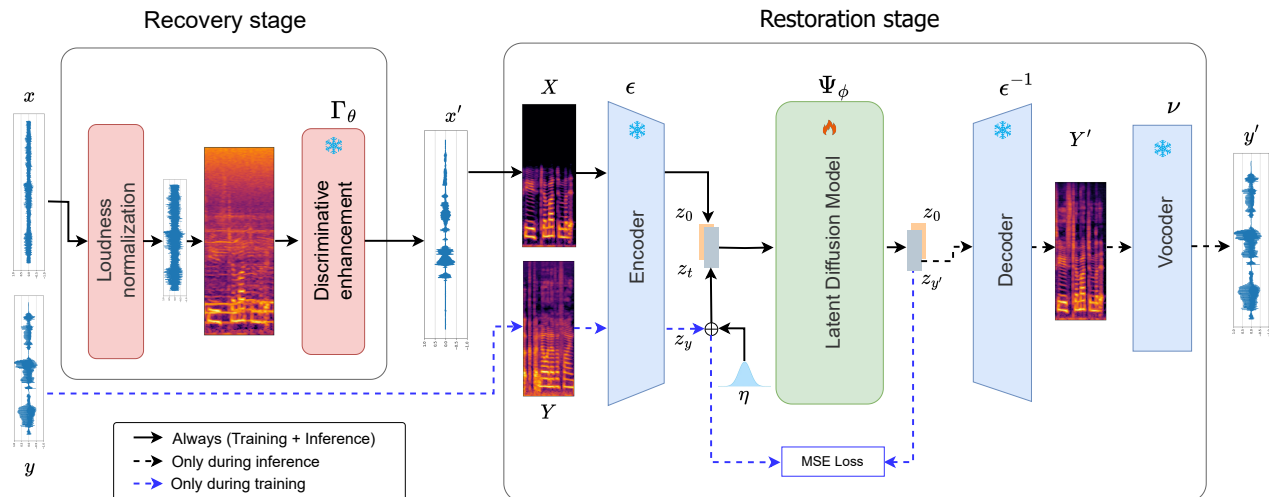 Recovery stage
Restoration stage
x
Loudness
normalization
Γθ
Discriminative
enhancement
x′
y
X
Y
ϵ
Encoder
z0
zt
zy
η
Ψϕ
Latent Diffusion Model
z0
zy′
MSE Loss
ϵ−1
Decoder
Y′
ν
Vocoder
y′
Always (Training + Inference)
Only during inference
Only during training